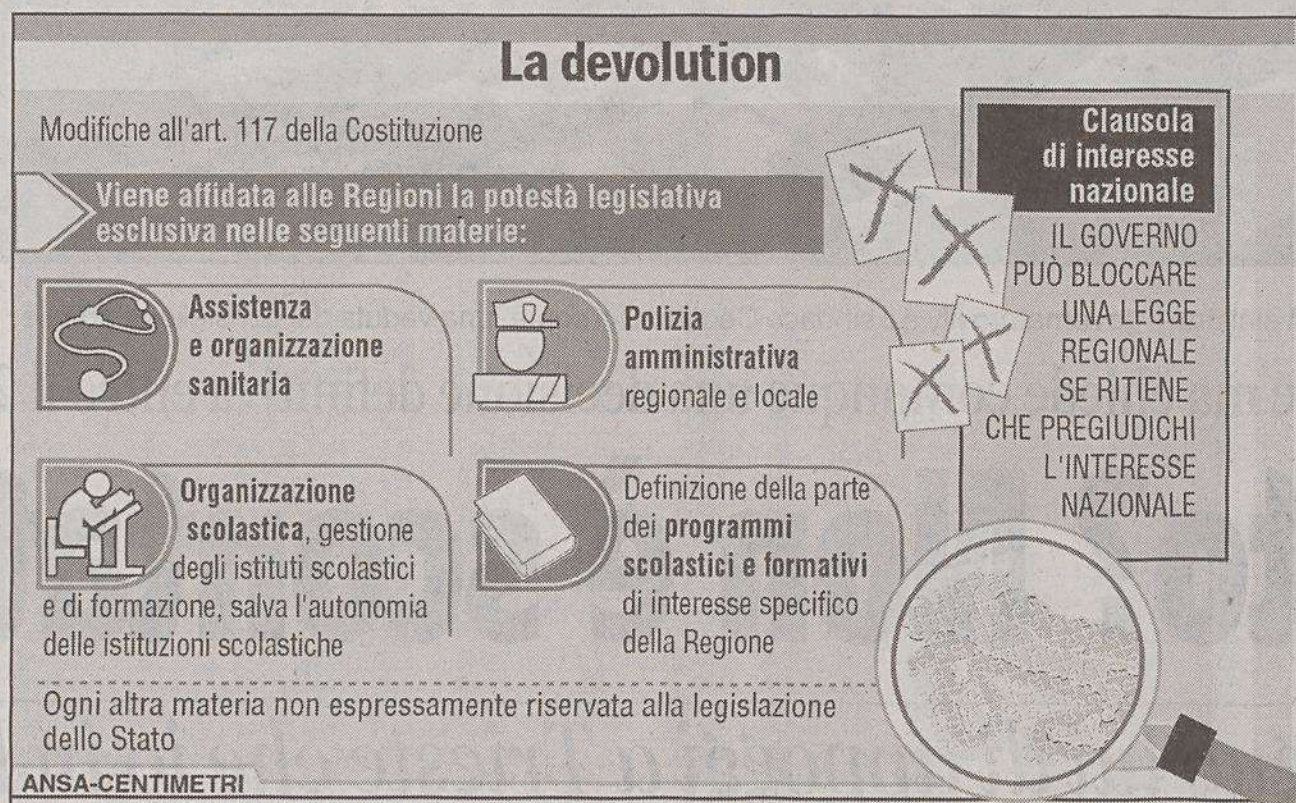 La devolution
Modifiche all'art. 117 della Costituzione
Viene affidata alle Regioni la potestà legislativa
esclusiva nelle seguenti materie:
Assistenza
e organizzazione
sanitaria
Polizia
amministrativa
regionale e locale
Organizzazione
scolastica, gestione
degli istituti scolastici
e di formazione, salva l'autonomia
delle istituzioni scolastiche
Definizione della parte
dei programmi
scolastici e formativi
di interesse specifico
della Regione
Ogni altra materia non espressamente riservata alla legislazione
dello Stato
Clausola
di interesse
nazionale
IL GOVERNO
PUÒ BLOCCARE
UNA LEGGE
REGIONALE
SE RITIENE
CHE PREGIUDICHI
L'INTERESSE
NAZIONALE
ANSA-CENTIMETRI